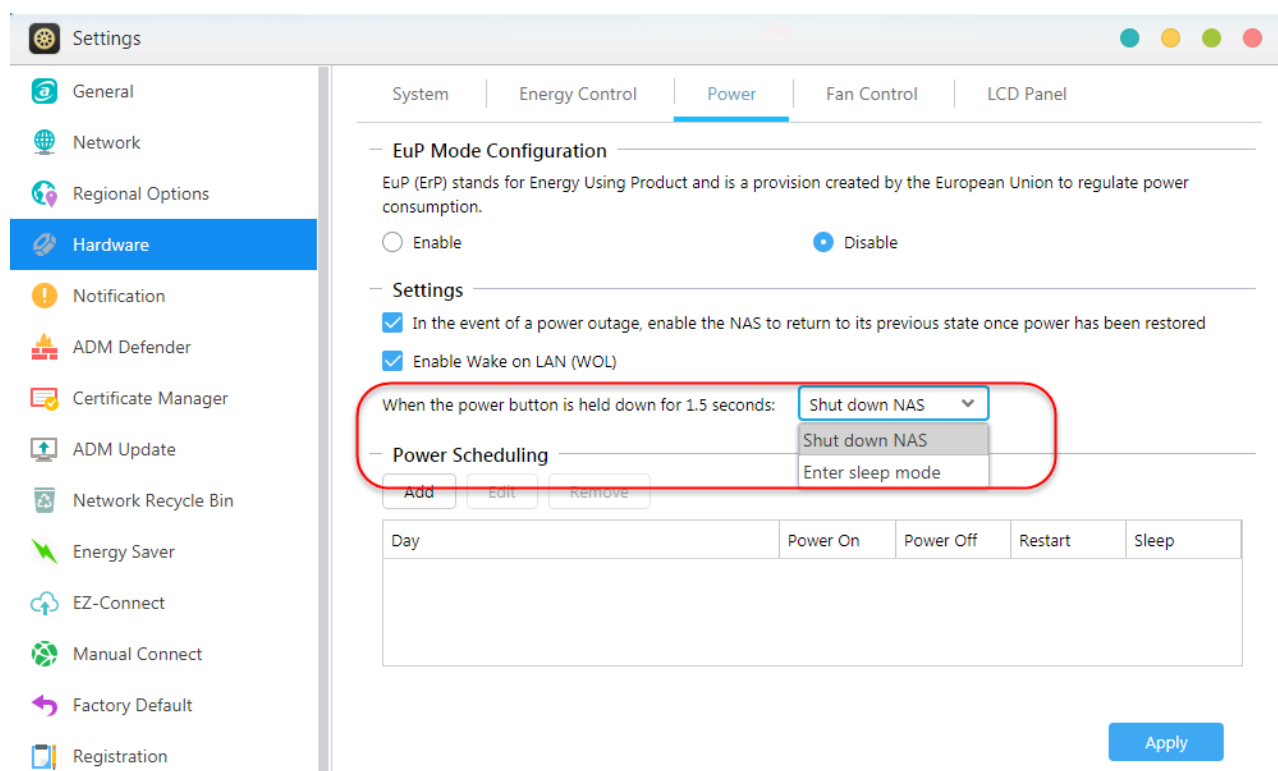 Settings
General
Network
Regional Options
Hardware
Notification
ADM Defender
Certificate Manager
ADM Update
Network Recycle Bin
Energy Saver
EZ-Connect
Manual Connect
Factory Default
Registration
System Energy Control Power Fan Control LCD Panel
EuP Mode Configuration
EuP (ErP) stands for Energy Using Product and is a provision created by the European Union to regulate power
consumption.
Enable Disable
Settings
In the event of a power outage, enable the NAS to return to its previous state once power has been restored
Enable Wake on LAN (WOL)
When the power button is held down for 1.5 seconds: Shut down NAS
Shut down NAS
Enter sleep mode
Power Scheduling
Add Edit Remove
Day Power On Power Off Restart Sleep
Apply